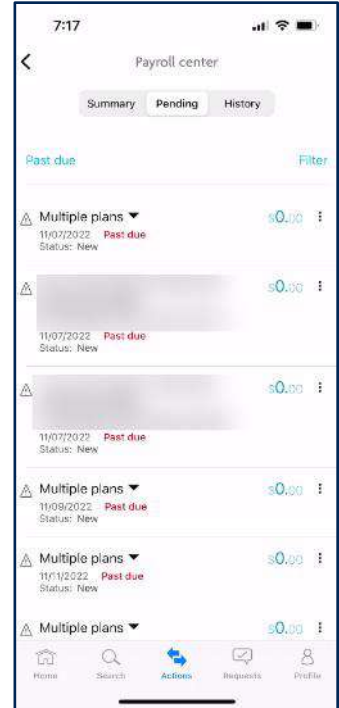 7:17
Payroll center
Summary Pending History
Past due Filter
Multiple plans $0.00
11/07/2022 Past due
Status: New
$0.00
11/07/2022 Past due
Status: New
$0.00
11/07/2022 Past due
Status: New
Multiple plans $0.00
11/09/2022 Past due
Status: New
Multiple plans $0.00
11/11/2022 Past due
Status: New
Multiple plans $0.00
Home Search Actions Requests Profile